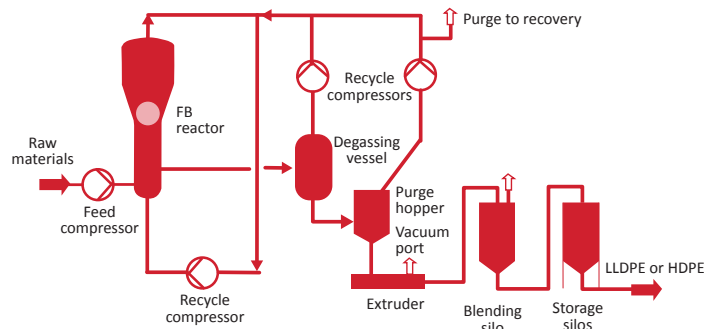 Purge to recovery
Recycle
compressors
FB
reactor
Degassing
vessel
Raw
materials
Feed
compressor
Purge
hopper
Vacuum
port
Recycle
compressor
Extruder
Blending
silo
Storage
silos
LLDPE or HDPE